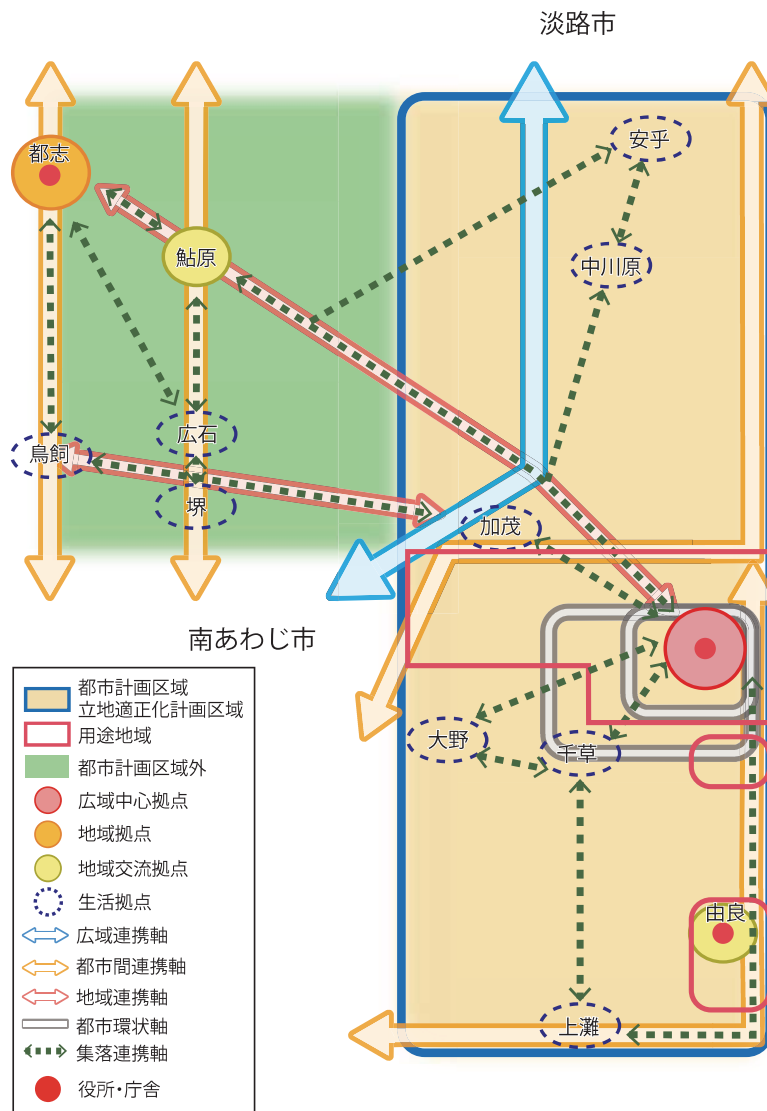 淡路市
安乎
都志
鮎原
中川原
広石
鳥飼
堺
加茂
南あわじ市
大野
千草
由良
上灘
都市計画区域
立地適正化計画区域
用途地域
都市計画区域外
広域中心拠点
地域拠点
地域交流拠点
生活拠点
広域連携軸
都市間連携軸
地域連携軸
都市環状軸
集落連携軸
役所・庁舎